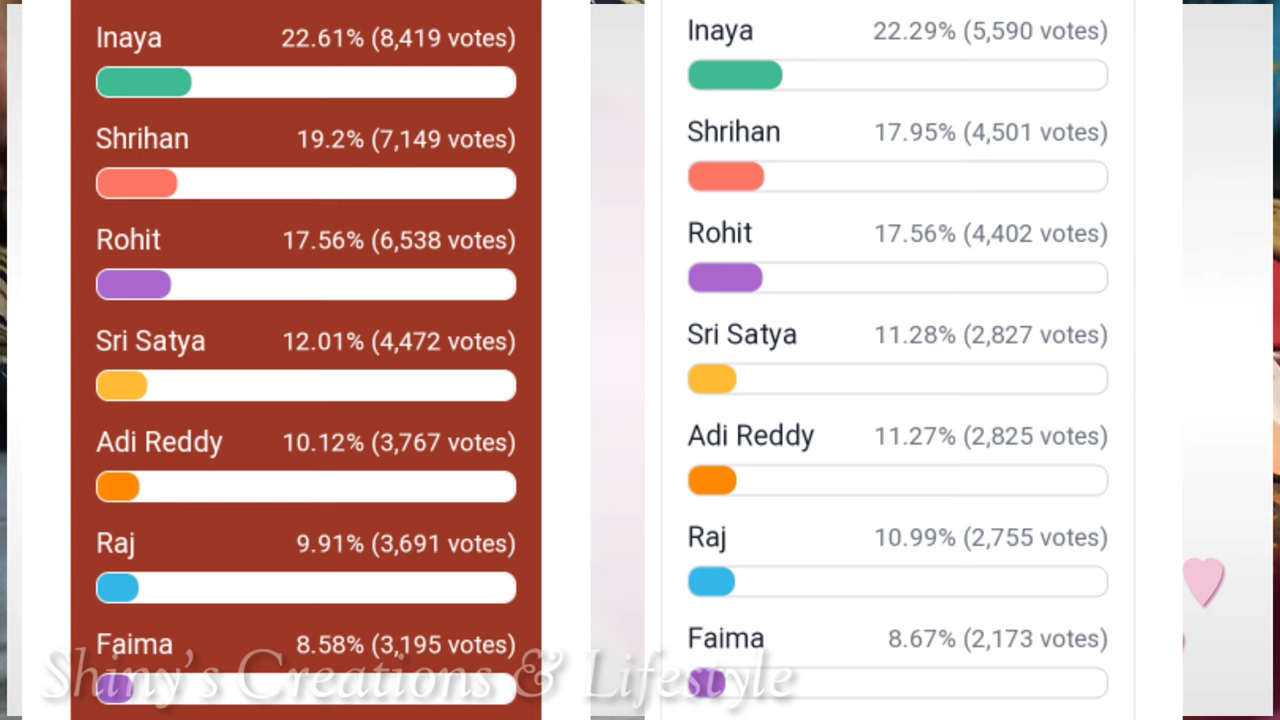 Inaya 22.61% (8,419 votes)
Shrihan 19.2% (7,149 votes)
Rohit 17.56% (6,538 votes)
Sri Satya 12.01% (4,472 votes)
Adi Reddy 10.12% (3,767 votes)
Raj 9.91% (3,691 votes)
Faima 8.58% (3,195 votes)
Inaya 22.29% (5,590 votes)
Shrihan 17.95% (4,501 votes)
Rohit 17.56% (4,402 votes)
Sri Satya 11.28% (2,827 votes)
Adi Reddy 11.27% (2,825 votes)
Raj 10.99% (2,755 votes)
Faima 8.67% (2,173 votes)
Shiny's Creations & Lifestyle